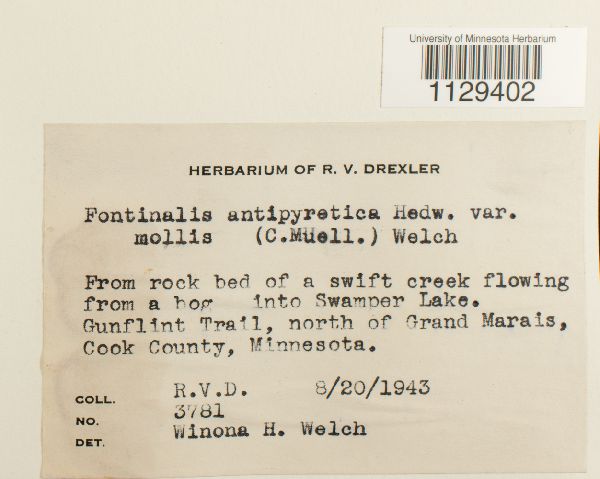 University of Minnesota Herbarium
1129402
HERBARIUM OF R. V. DREXLER
Fontinalis antipyretica Hedw. var.
mollis (C.Muell.) Welch
From rock bed of a swift creek flowing
from a bog into Swamper Lake.
Gunflint Trail, north of Grand Marais,
Cook County, Minnesota.
COLL. R.V.D. 8/20/1943
NO. 3781
DET. Winona H. Welch